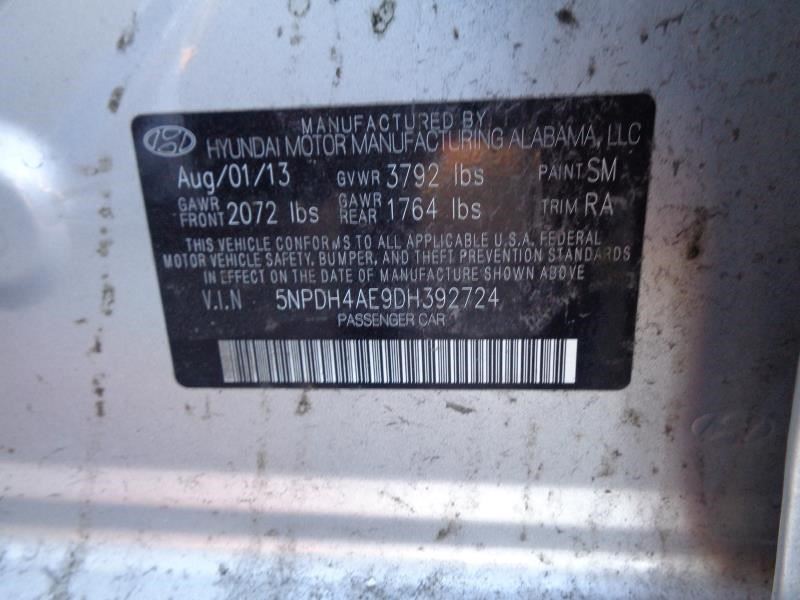 MANUFACTURED BY
HYUNDAI MOTOR MANUFACTURING ALABAMA, LLC
Aug/01/13 GVWR 3792 lbs PAINT SM
GAWR FRONT 2072 lbs GAWR REAR 1764 lbs TRIM RA
THIS VEHICLE CONFORMS TO ALL APPLICABLE U.S.A. FEDERAL
MOTOR VEHICLE SAFETY, BUMPER, AND THEFT PREVENTION STANDARDS
IN EFFECT ON THE DATE OF MANUFACTURE SHOWN ABOVE.
V.I.N 5NPDH4AE9DH392724
PASSENGER CAR